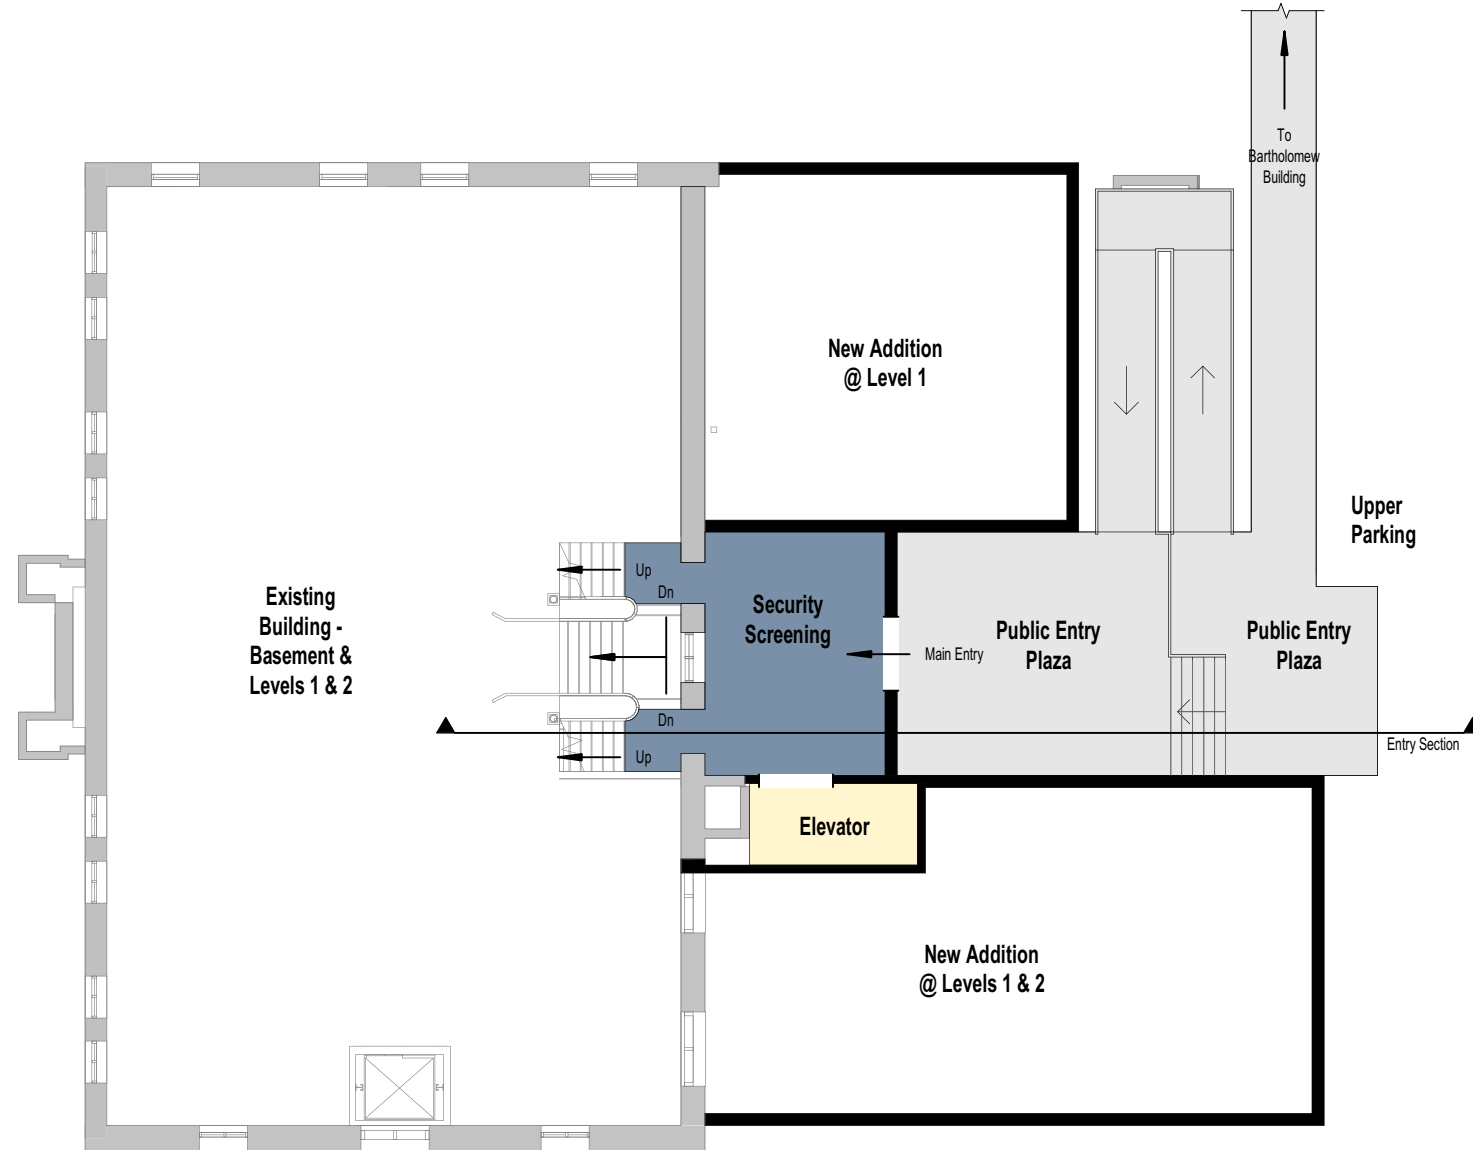 To
Bartholomew
Building
New Addition
@ Level 1
Upper
Parking
Existing
Building -
Basement &
Levels 1 & 2
Up
Dn
Security
Screening
Main Entry
Public Entry
Plaza
Public Entry
Plaza
Dn
Up
Entry Section
Elevator
New Addition
@ Levels 1 & 2